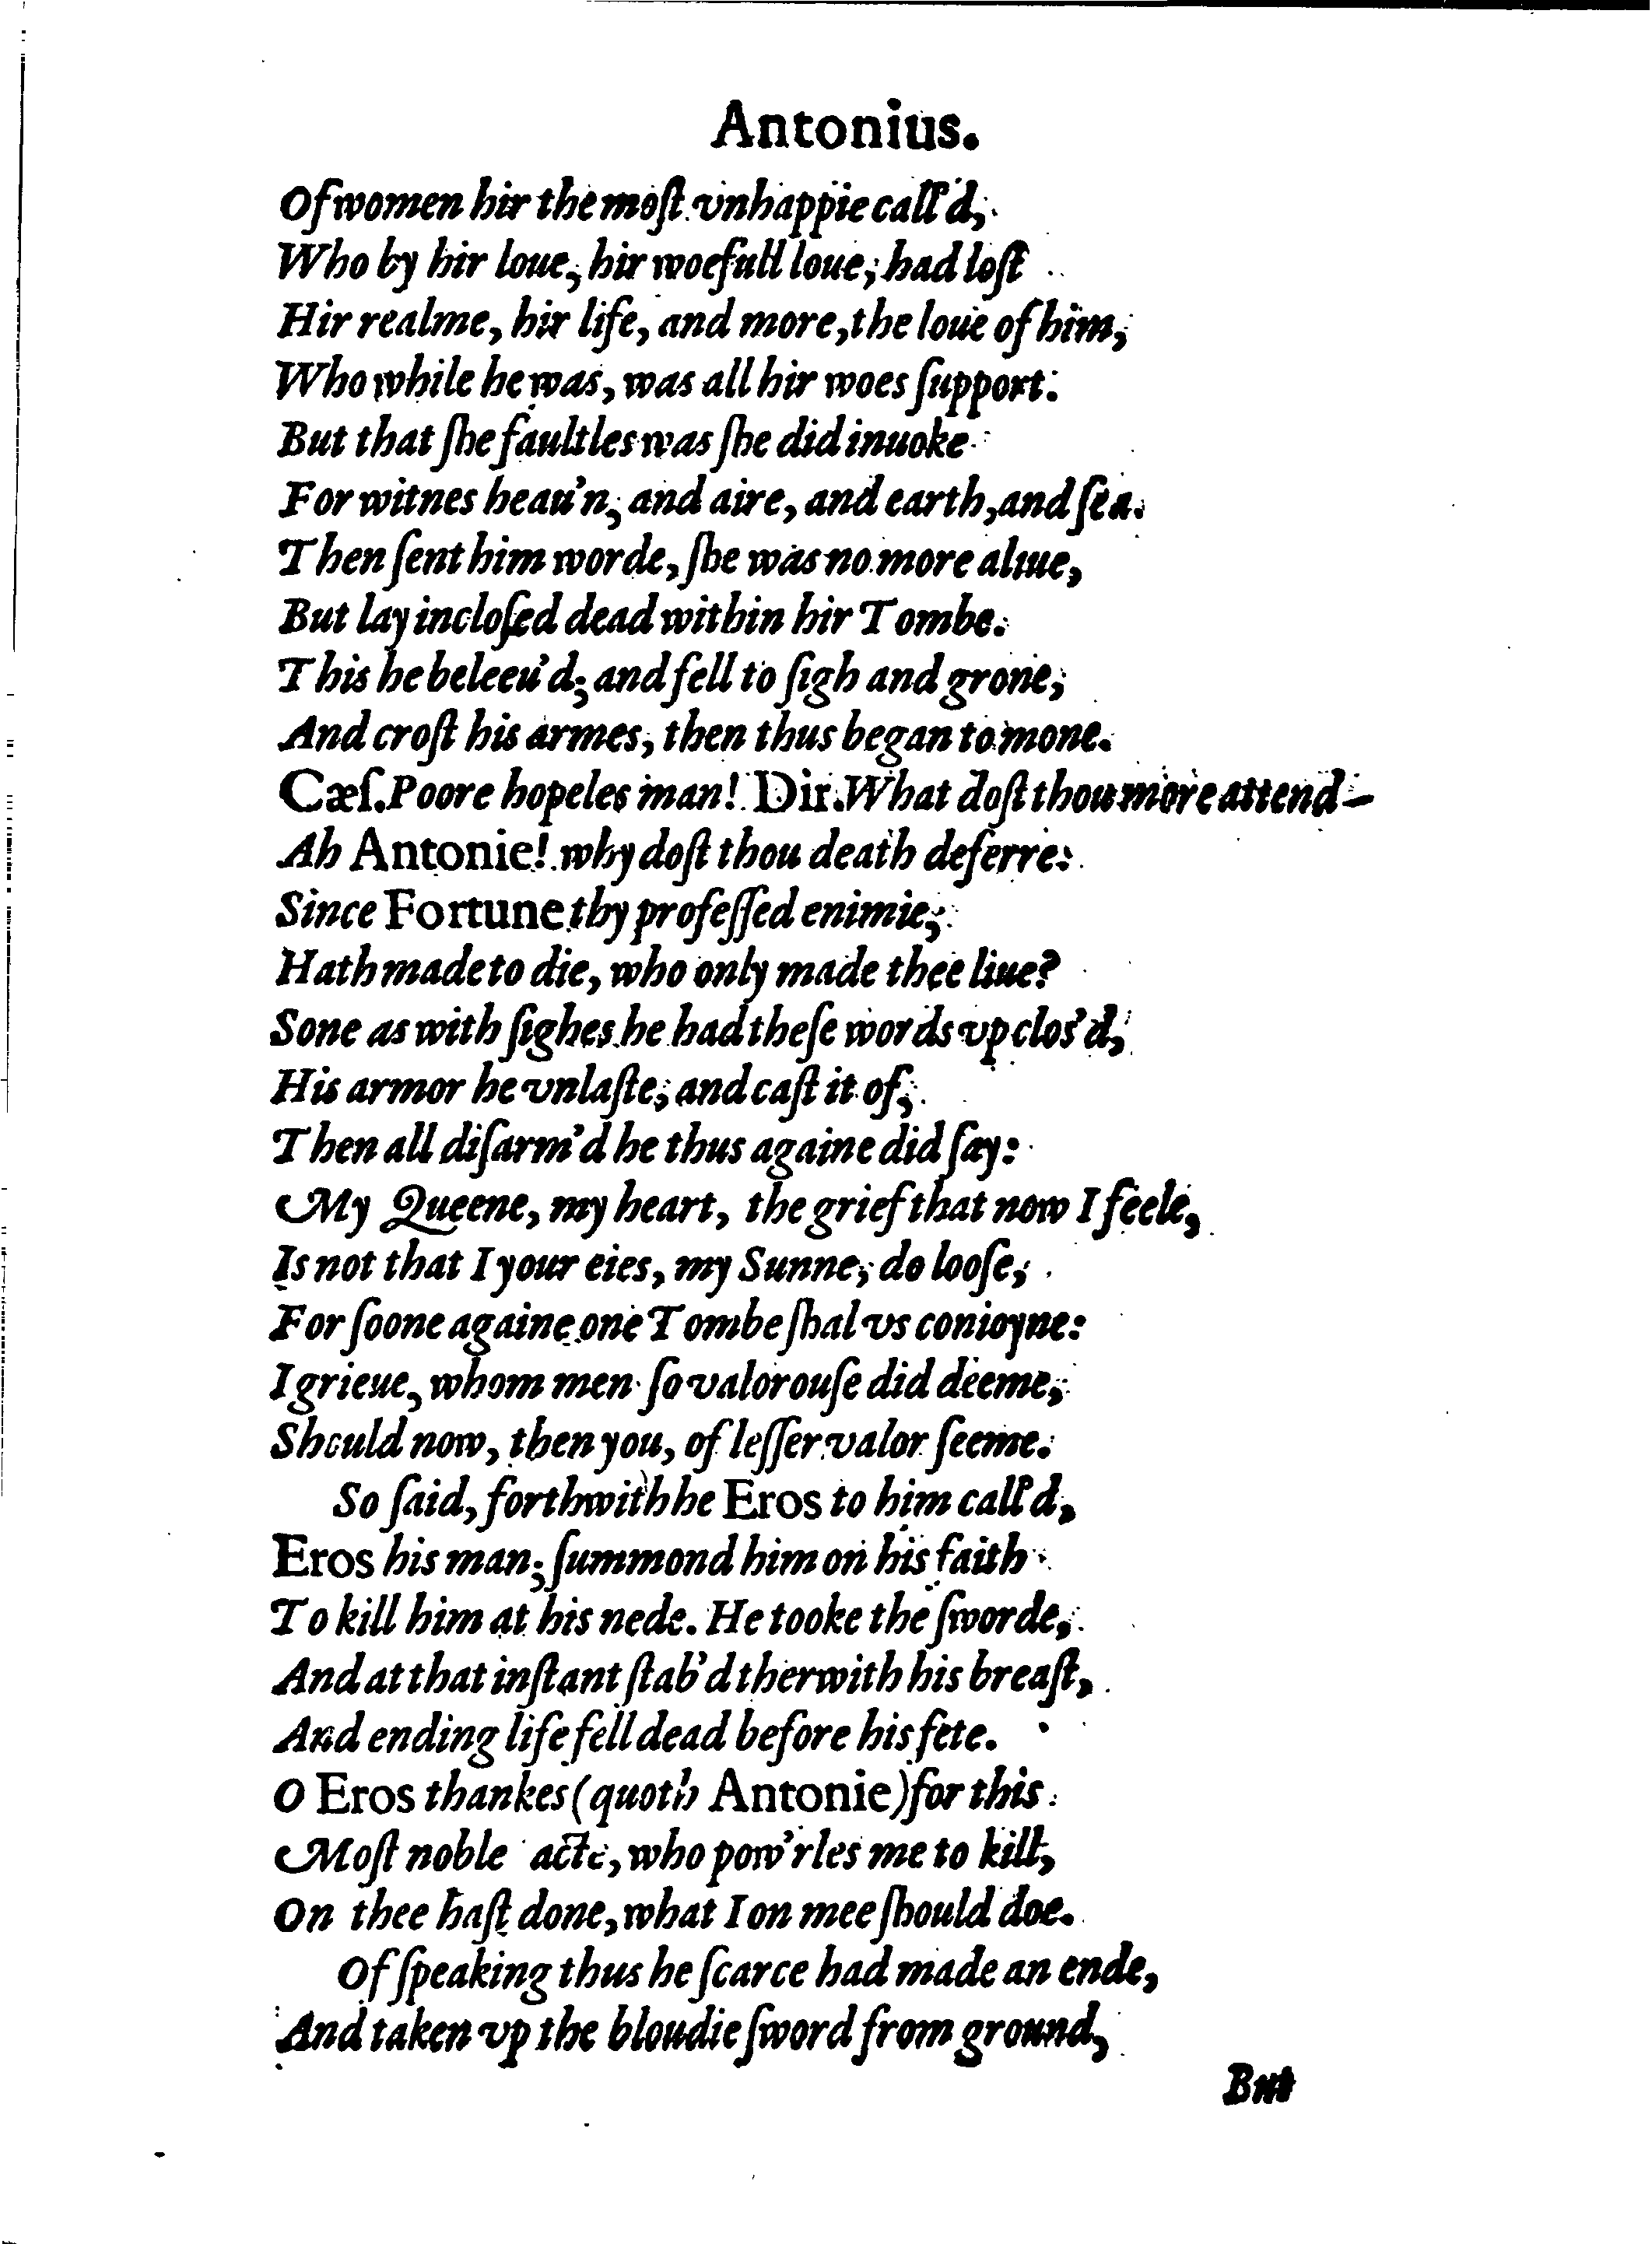 Antonius.
Of women hir the moſt vnhappie call'd,
Who by hir loue, hir woefull loue, had loſt
Hir realme, hir life, and more, the loue of him,
Who while he was, was all hir woes ſupport.
But that ſhe faultles was ſhe did inuoke
For witnes heau'n, and aire, and earth, and ſea.
Then ſent him worde, ſhe was no more aliue,
But lay incloſed dead within hir Tombe.
This he beleeu'd; and fell to ſigh and grone,
And croſt his armes, then thus began to mone.
Cæſ. Poore hopeles man! Dir. What doſt thou more attend
Ah Antonie! why doſt thou death deferre:
Since Fortune thy profeſſed enimie,
Hath made to die, who only made thee liue?
Sone as with ſighes he had theſe words vp clos'd,
His armor he vnlaſte, and caſt it of,
Then all diſarm'd he thus againe did ſay:
My Queene, my heart, the grief that now I feele,
Is not that I your eies, my Sunne, do looſe,
For ſoone againe one Tombe ſhal vs conioyne:
I grieue, whom men ſo valorouſe did deeme,
Should now, then you, of leſſer valor ſeeme.
So ſaid, forthwith he Eros to him call'd,
Eros his man; ſummond him on his faith
To kill him at his nede. He tooke the ſworde,
And at that inſtant ſtab'd therwith his breaſt,
And ending life fell dead before his fete.
O Eros thankes (quoth Antonie) for this
Moſt noble acte, who pow'rles me to kill,
On thee haſt done, what I on mee ſhould doe.
Of ſpeaking thus he ſcarce had made an ende,
And taken vp the bloudie ſword from ground,
But